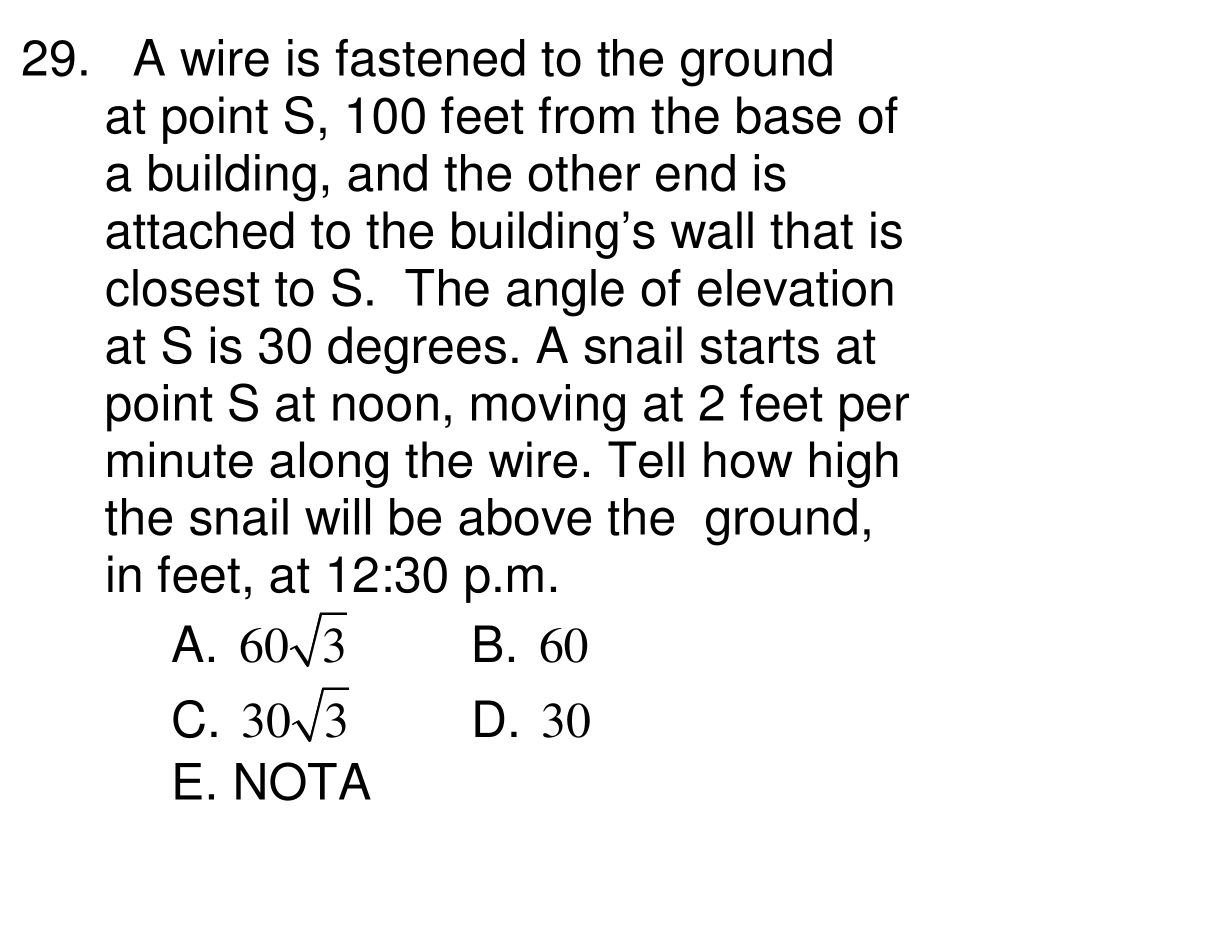 29. A wire is fastened to the ground
at point S, 100 feet from the base of
a building, and the other end is
attached to the building’s wall that is
closest to S. The angle of elevation
at S is 30 degrees. A snail starts at
point S at noon, moving at 2 feet per
minute along the wire. Tell how high
the snail will be above the ground,
in feet, at 12:30 p.m.
A. 60√3 B. 60
C. 30√3 D. 30
E. NOTA